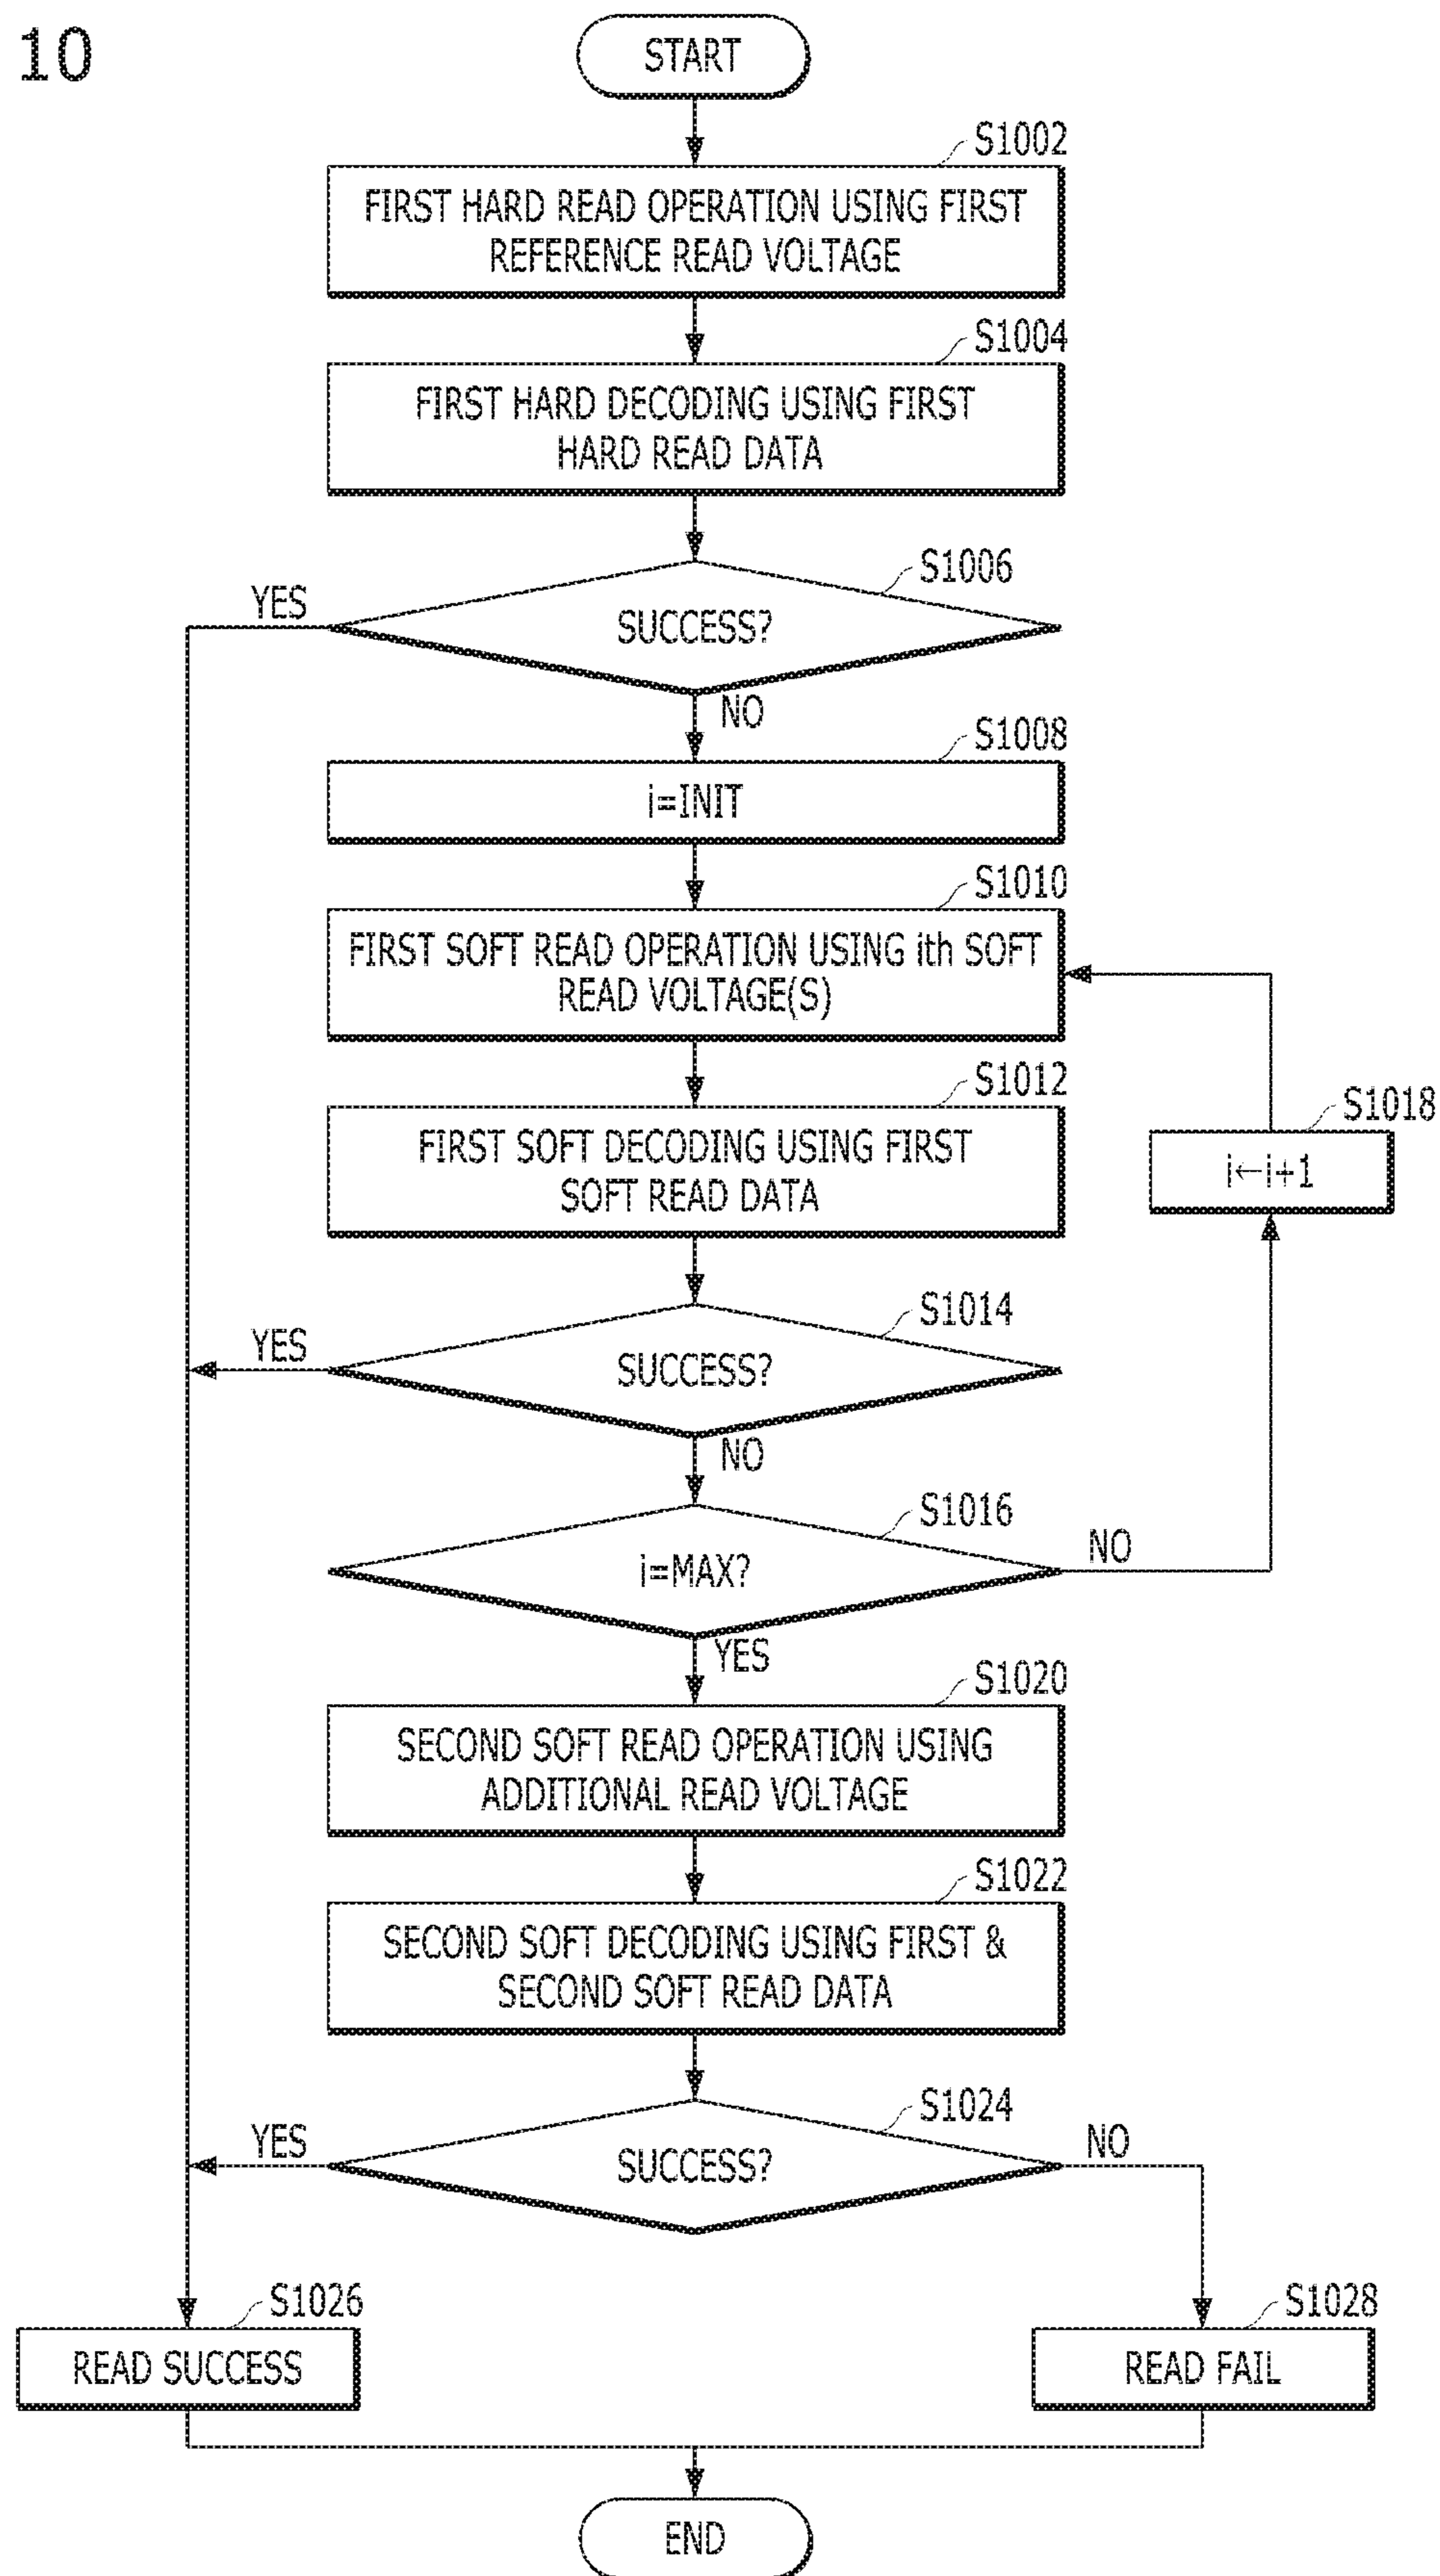 10
START
S1002
FIRST HARD READ OPERATION USING FIRST
REFERENCE READ VOLTAGE
S1004
FIRST HARD DECODING USING FIRST
HARD READ DATA
S1006
YES
SUCCESS?
NO
S1008
i=INIT
S1010
FIRST SOFT READ OPERATION USING ith SOFT
READ VOLTAGE(S)
S1012
FIRST SOFT DECODING USING FIRST
SOFT READ DATA
S1018
i←i+1
S1014
YES
SUCCESS?
NO
S1016
i=MAX?
NO
YES
S1020
SECOND SOFT READ OPERATION USING
ADDITIONAL READ VOLTAGE
S1022
SECOND SOFT DECODING USING FIRST &
SECOND SOFT READ DATA
S1024
YES
SUCCESS?
NO
S1026
READ SUCCESS
S1028
READ FAIL
END